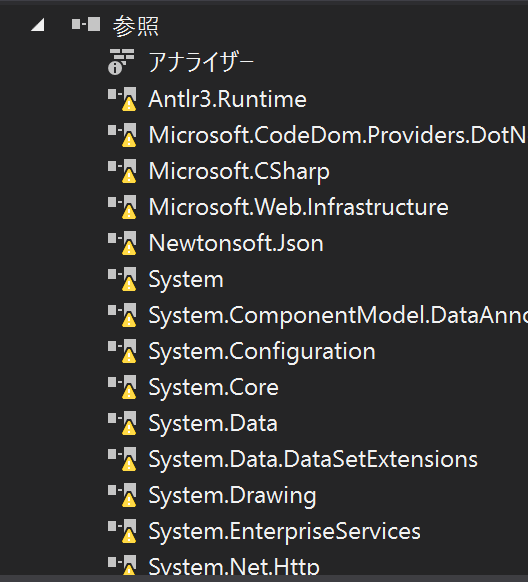 参照
アナライザー
Antlr3.Runtime
Microsoft.CodeDom.Providers.DotN
Microsoft.CSharp
Microsoft.Web.Infrastructure
Newtonsoft.Json
System
System.ComponentModel.DataAnno
System.Configuration
System.Core
System.Data
System.Data.DataSetExtensions
System.Drawing
System.EnterpriseServices
System.Net.Http